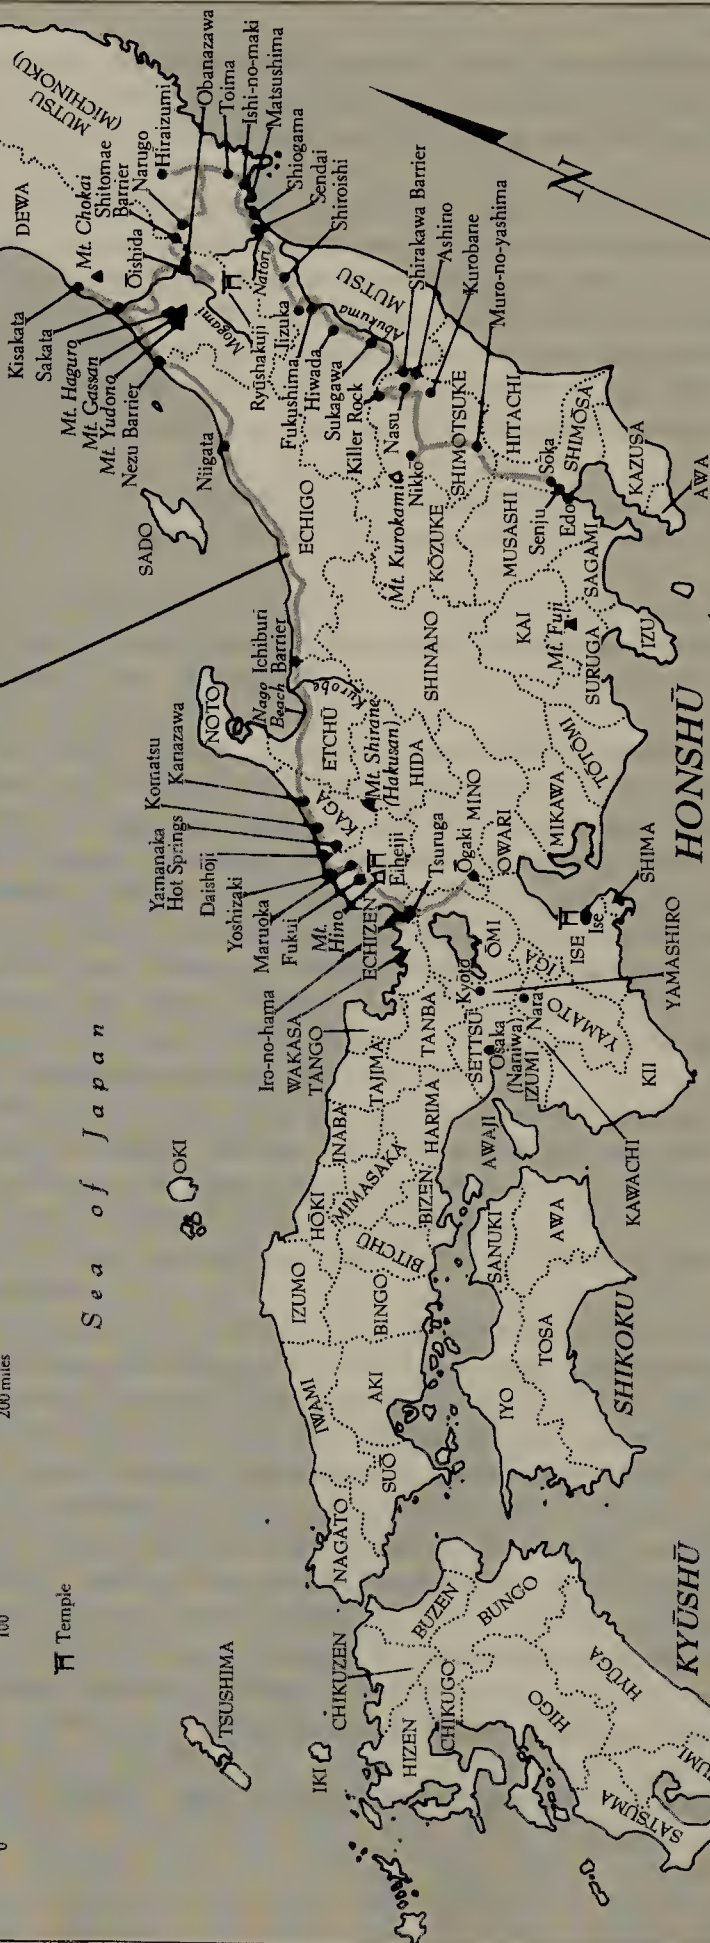 MUTSU
(MICHINOKU)
DEWA
Obanazawa
Toima
Ishi-no-maki
Matsushima
Hiraizumi
Narugo
Shitomae
Barrier
Mt. Chokai
Ōishida
Shiogama
Sendai
Shiroishi
Kisakata
Sakata
Mt. Haguro
Mt. Gassan
Mt. Yudono
Nezu Barrier
Mogami
Natori
Ryūshakuji
Iizuka
Fukushima
Hiwada
Sukagawa
Killer Rock
MUTSU
Abukuma
Shirakawa Barrier
Ashino
Kurobane
Muro-no-yashima
N
Niigata
SADO
ECHIGO
Nasu
Nikkō
Mt. Kurokami
SHIMOTSUKE
HITACHI
KŌZUKE
MUSASHI
Sōka
Senju
Edo
SHIMŌSA
KAZUSA
AWA
SAGAMI
KAI
Mt. Fuji
IZU
SURUGA
SHINANO
Ichiburi
Barrier
Nago
Beach
Kurobe
NOTO
ETCHŪ
Mt. Shirane
(Hakusan)
HIDA
TŌTŌMI
HONSHŪ
Komatsu
Kanazawa
KAGA
Yamanaka
Hot Springs
Daishōji
Yoshizaki
Maruoka
Fukui
Mt.
Hino
Eiheiji
Tsuruga
MINO
Ōgaki
OWARI
MIKAWA
SHIMA
ECHIZEN
Iro-no-hama
WAKASA
TANGO
ŌMI
IGA
ISE
Ise
YAMASHIRO
Kyōto
TANBA
SETTSU
Nara
YAMATO
Osaka
(Naniwa)
IZUMI
KII
KAWACHI
Sea of Japan
OKI
TAJIMA
INABA
HARIMA
AWAJI
HŌKI
MIMASAKA
BIZEN
BITCHŪ
IZUMO
BINGO
SANUKI
AWA
TOSA
IYO
SHIKOKU
IWAMI
AKI
SUŌ
NAGATO
200 miles
100
0
Temple
TSUSHIMA
IKI
CHIKUZEN
BUZEN
BUNGO
HIZEN
CHIKUGO
HIGO
HYŪGA
KYŪSHŪ
SATSUMA